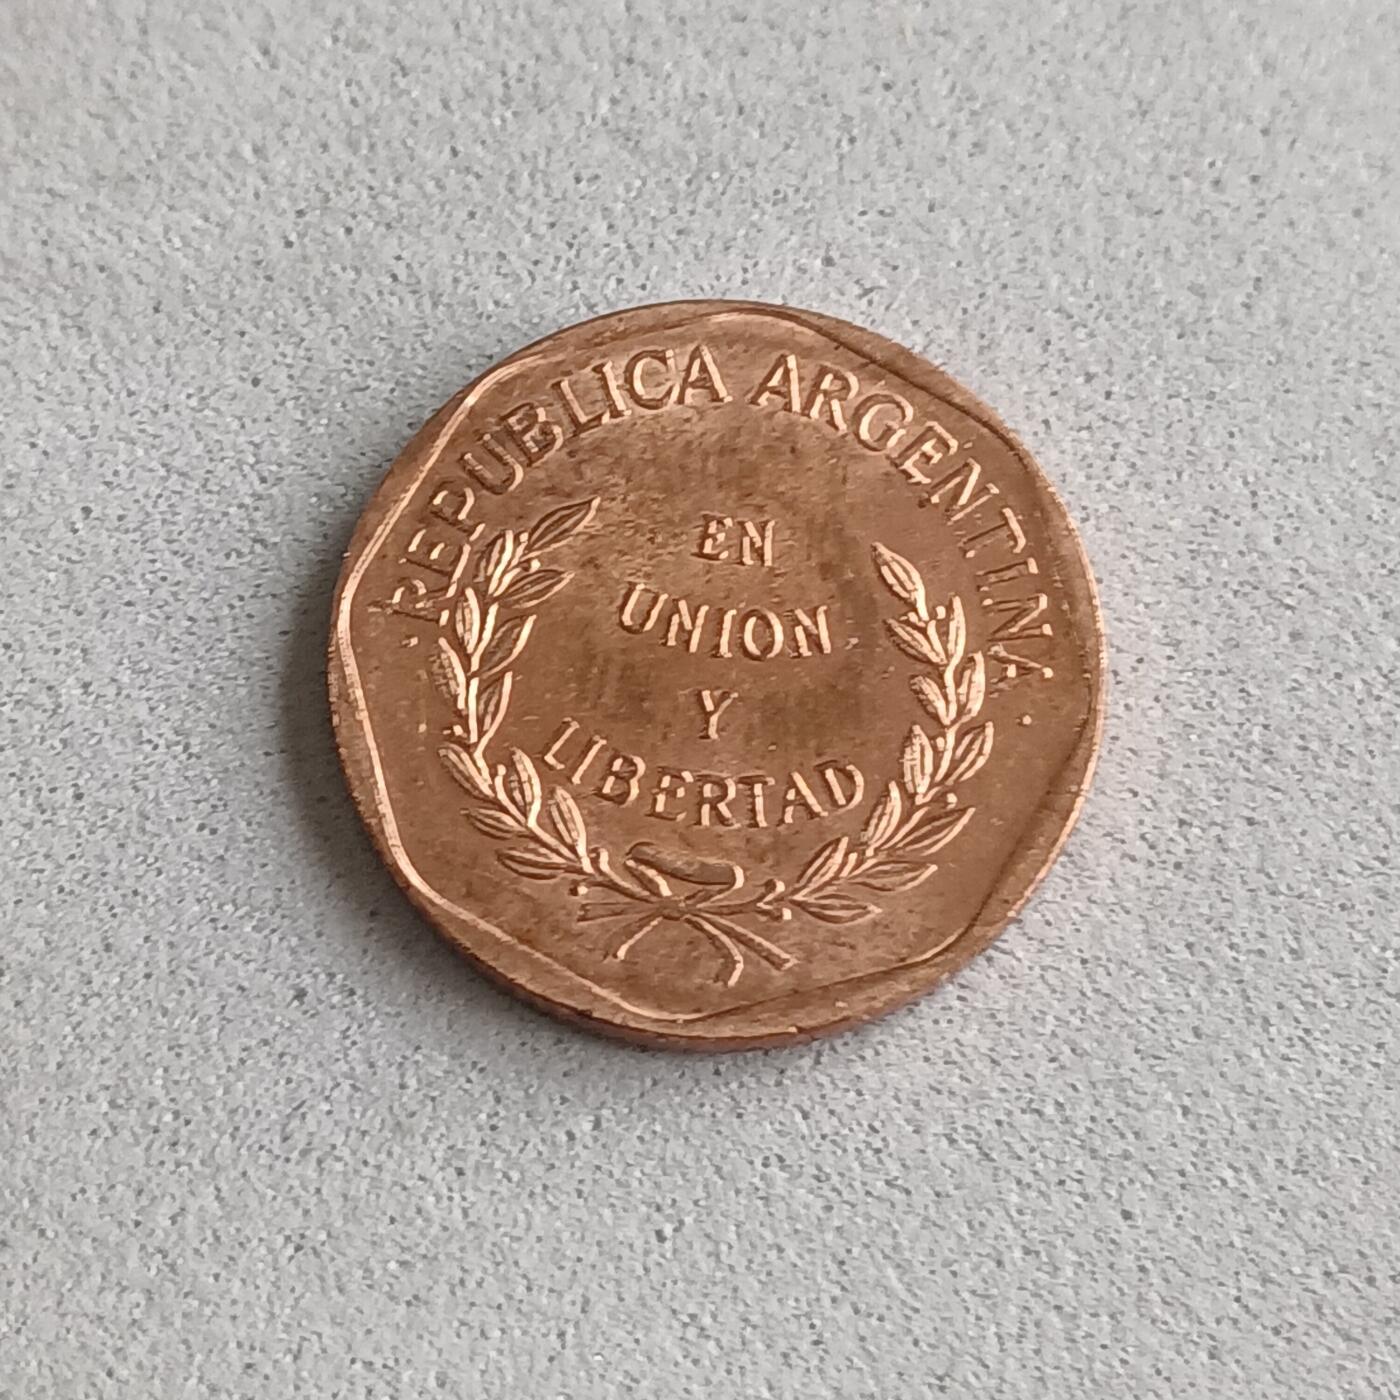 ·REPUBLICA ARGENTINA·
EN
UNION
Y
LIBERTAD